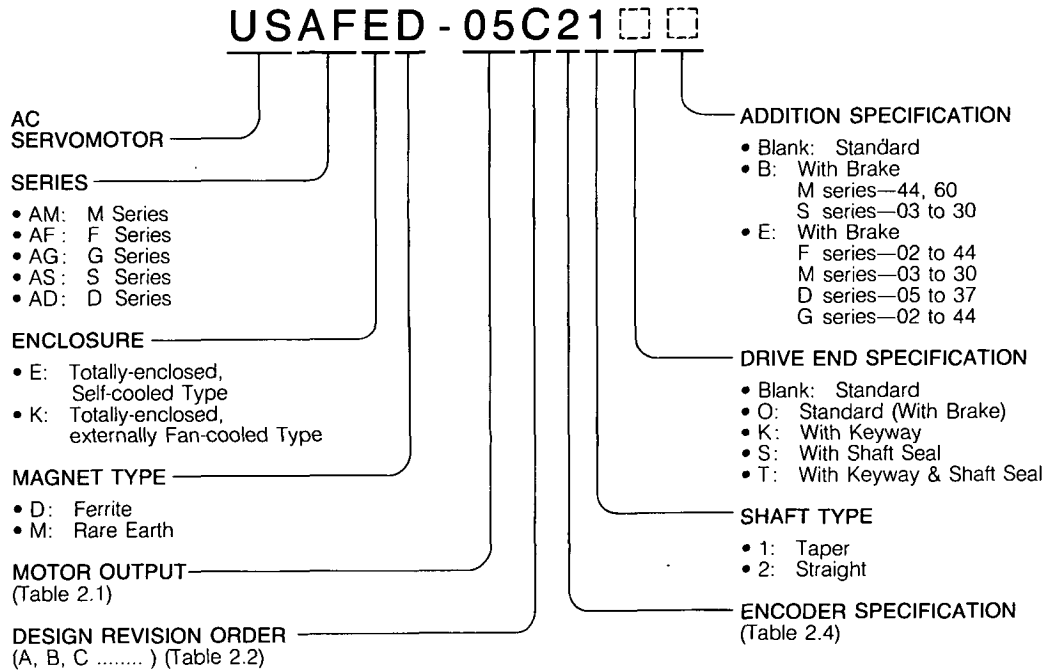 USAFED - 05C21
AC
SERVOMOTOR
SERIES
• AM: M Series
• AF: F Series
• AG: G Series
• AS: S Series
• AD: D Series
ENCLOSURE
• E: Totally-enclosed,
Self-cooled Type
• K: Totally-enclosed,
externally Fan-cooled Type
MAGNET TYPE
• D: Ferrite
• M: Rare Earth
MOTOR OUTPUT
(Table 2.1)
DESIGN REVISION ORDER
(A, B, C ........ ) (Table 2.2)
ADDITION SPECIFICATION
• Blank: Standard
• B: With Brake
M series—44, 60
S series—03 to 30
• E: With Brake
F series—02 to 44
M series—03 to 30
D series—05 to 37
G series—02 to 44
DRIVE END SPECIFICATION
• Blank: Standard
• O: Standard (With Brake)
• K: With Keyway
• S: With Shaft Seal
• T: With Keyway & Shaft Seal
SHAFT TYPE
• 1: Taper
• 2: Straight
ENCODER SPECIFICATION
(Table 2.4)